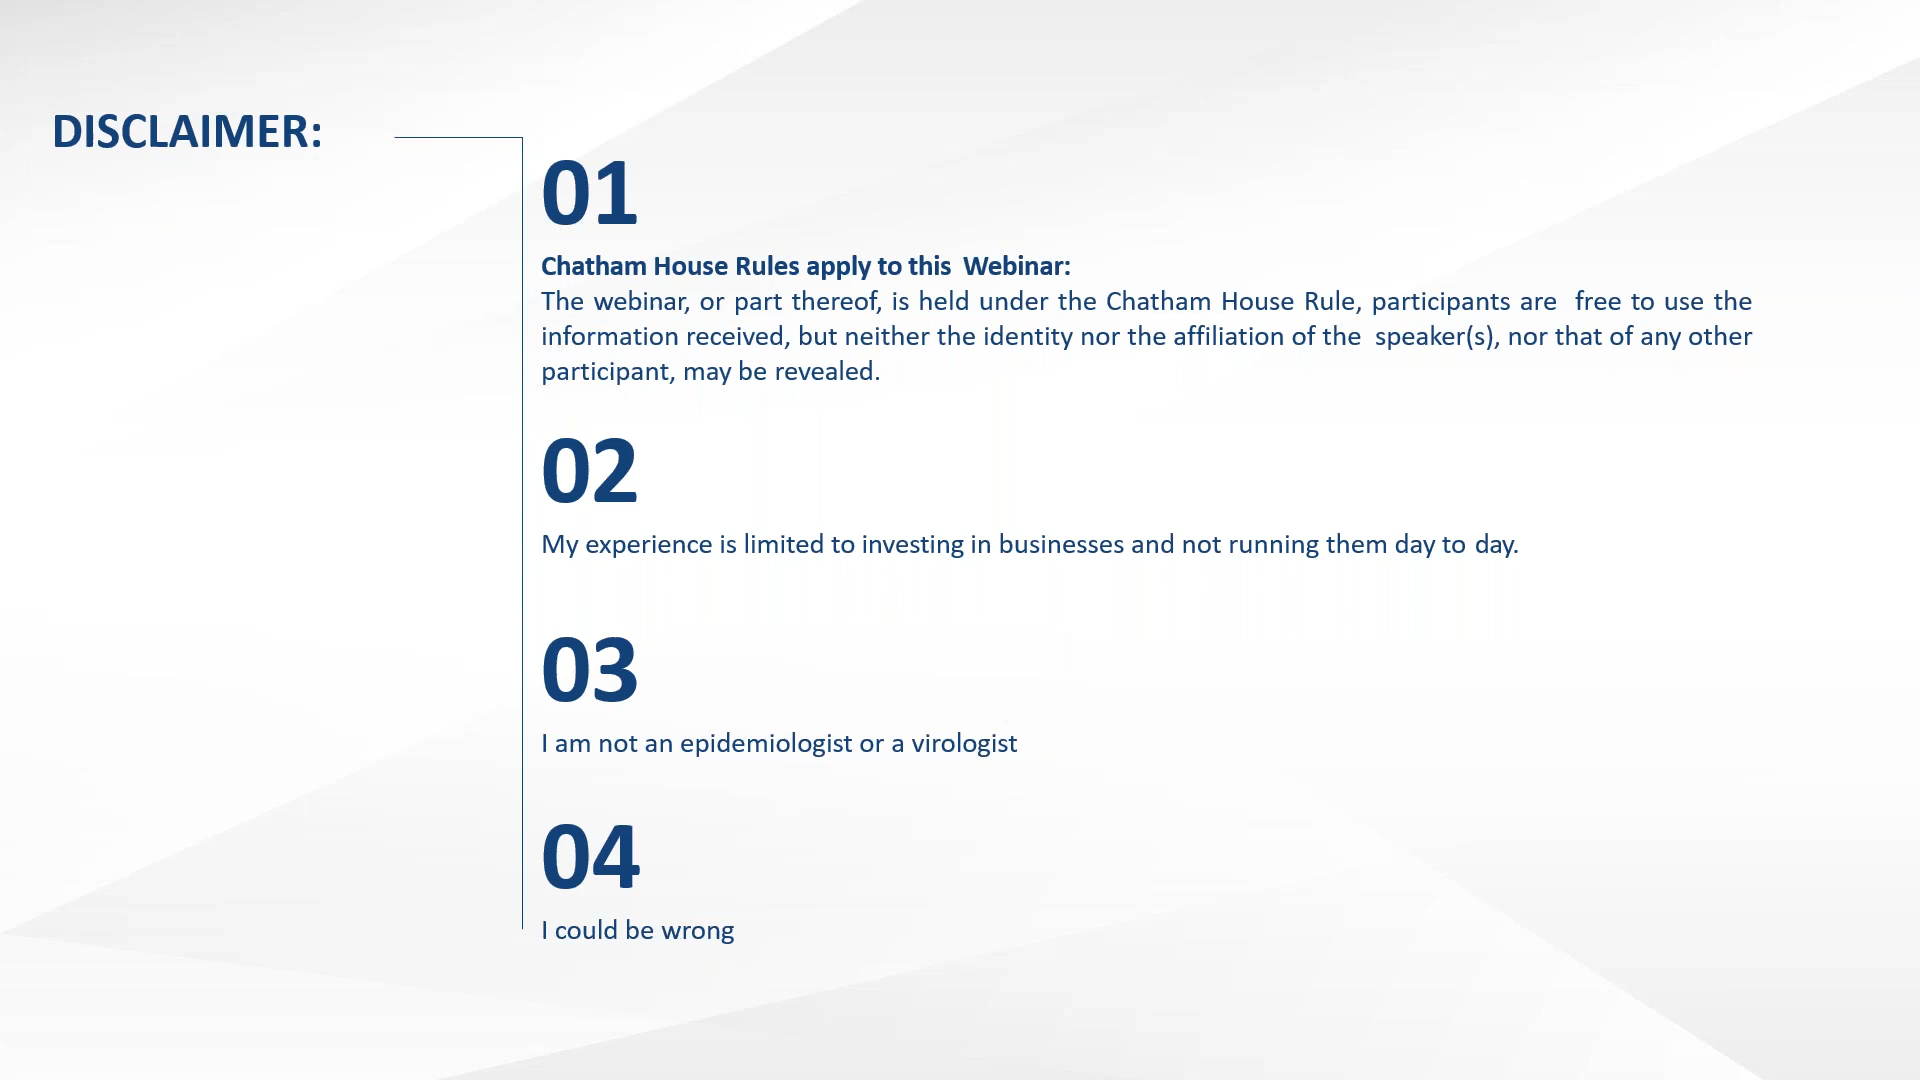 DISCLAIMER:
01
Chatham House Rules apply to this Webinar:
The webinar, or part thereof, is held under the Chatham House Rule, participants are free to use the
information received, but neither the identity nor the affiliation of the speaker(s), nor that of any other
participant, may be revealed.
02
My experience is limited to investing in businesses and not running them day to day.
03
I am not an epidemiologist or a virologist
04
I could be wrong